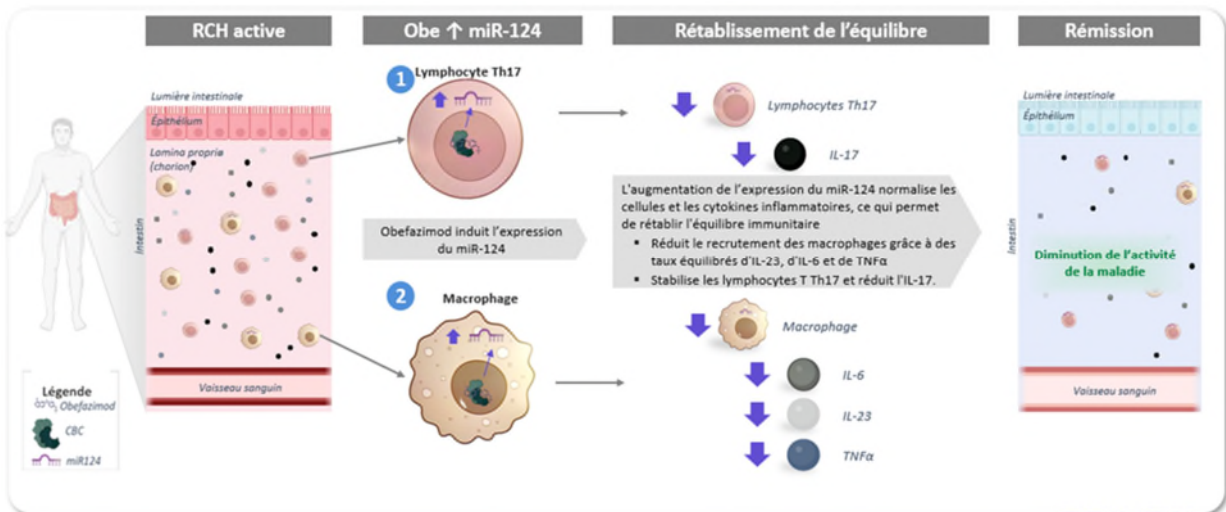 RCH active
Obe ↑ miR-124
Rétablissement de l'équilibre
Rémission
Lumière intestinale
Épithélium
Lamina propria
(chorion)
Intestin
Vaisseau sanguin
Légende
Obefazimod
CBC
miR124
1
Lymphocyte Th17
Obefazimod induit l'expression
du miR-124
2
Macrophage
Lymphocytes Th17
IL-17
L'augmentation de l'expression du miR-124 normalise les
cellules et les cytokines inflammatoires, ce qui permet
de rétablir l'équilibre immunitaire
▪ Réduit le recrutement des macrophages grâce à des
taux équilibrés d'IL-23, d'IL-6 et de TNFα
▪ Stabilise les lymphocytes T Th17 et réduit l'IL-17.
Macrophage
IL-6
IL-23
TNFα
Lumière intestinale
Épithélium
Intestin
Diminution de l'activité
de la maladie
Vaisseau sanguin